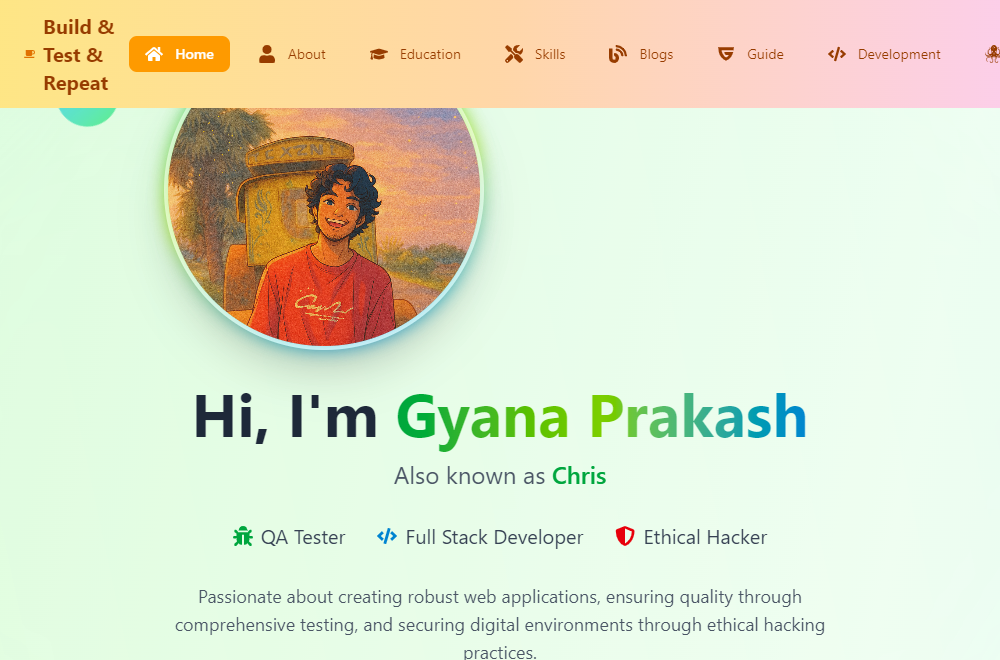 Build &
Test &
Repeat
Home About Education Skills Blogs Guide Development
Hi, I'm Gyana Prakash
Also known as Chris
QA Tester Full Stack Developer Ethical Hacker
Passionate about creating robust web applications, ensuring quality through
comprehensive testing, and securing digital environments through ethical hacking
practices.